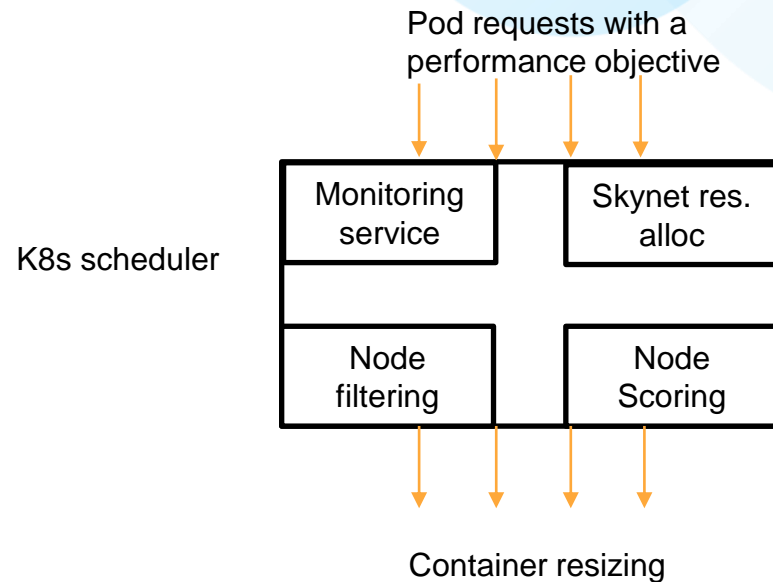 Pod requests with a
performance objective
Monitoring
service
Skynet res.
alloc
K8s scheduler
Node
filtering
Node
Scoring
Container resizing